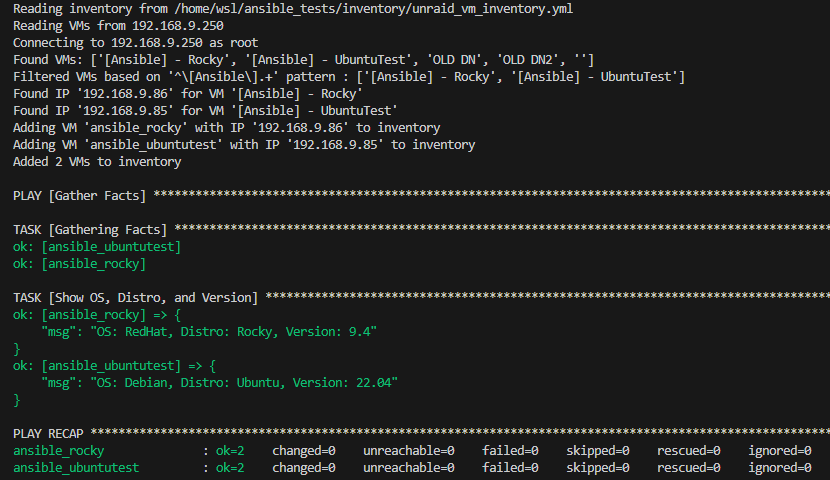 Reading inventory from /home/wsl/ansible_tests/inventory/unraid_vm_inventory.yml
Reading VMs from 192.168.9.250
Connecting to 192.168.9.250 as root
Found VMs: ['[Ansible] - Rocky', '[Ansible] - UbuntuTest', 'OLD DN', 'OLD DN2', '']
Filtered VMs based on '^\[Ansible\].+' pattern : ['[Ansible] - Rocky', '[Ansible] - UbuntuTest']
Found IP '192.168.9.86' for VM '[Ansible] - Rocky'
Found IP '192.168.9.85' for VM '[Ansible] - UbuntuTest'
Adding VM 'ansible_rocky' with IP '192.168.9.86' to inventory
Adding VM 'ansible_ubuntutest' with IP '192.168.9.85' to inventory
Added 2 VMs to inventory
PLAY [Gather Facts] *************************************************************************************************
TASK [Gathering Facts] **********************************************************************************************
ok: [ansible_ubuntutest]
ok: [ansible_rocky]
TASK [Show OS, Distro, and Version] *********************************************************************************
ok: [ansible_rocky] => {
    "msg": "OS: RedHat, Distro: Rocky, Version: 9.4"
}
ok: [ansible_ubuntutest] => {
    "msg": "OS: Debian, Distro: Ubuntu, Version: 22.04"
}
PLAY RECAP **********************************************************************************************************
ansible_rocky              : ok=2    changed=0    unreachable=0    failed=0    skipped=0    rescued=0    ignored=0
ansible_ubuntutest         : ok=2    changed=0    unreachable=0    failed=0    skipped=0    rescued=0    ignored=0